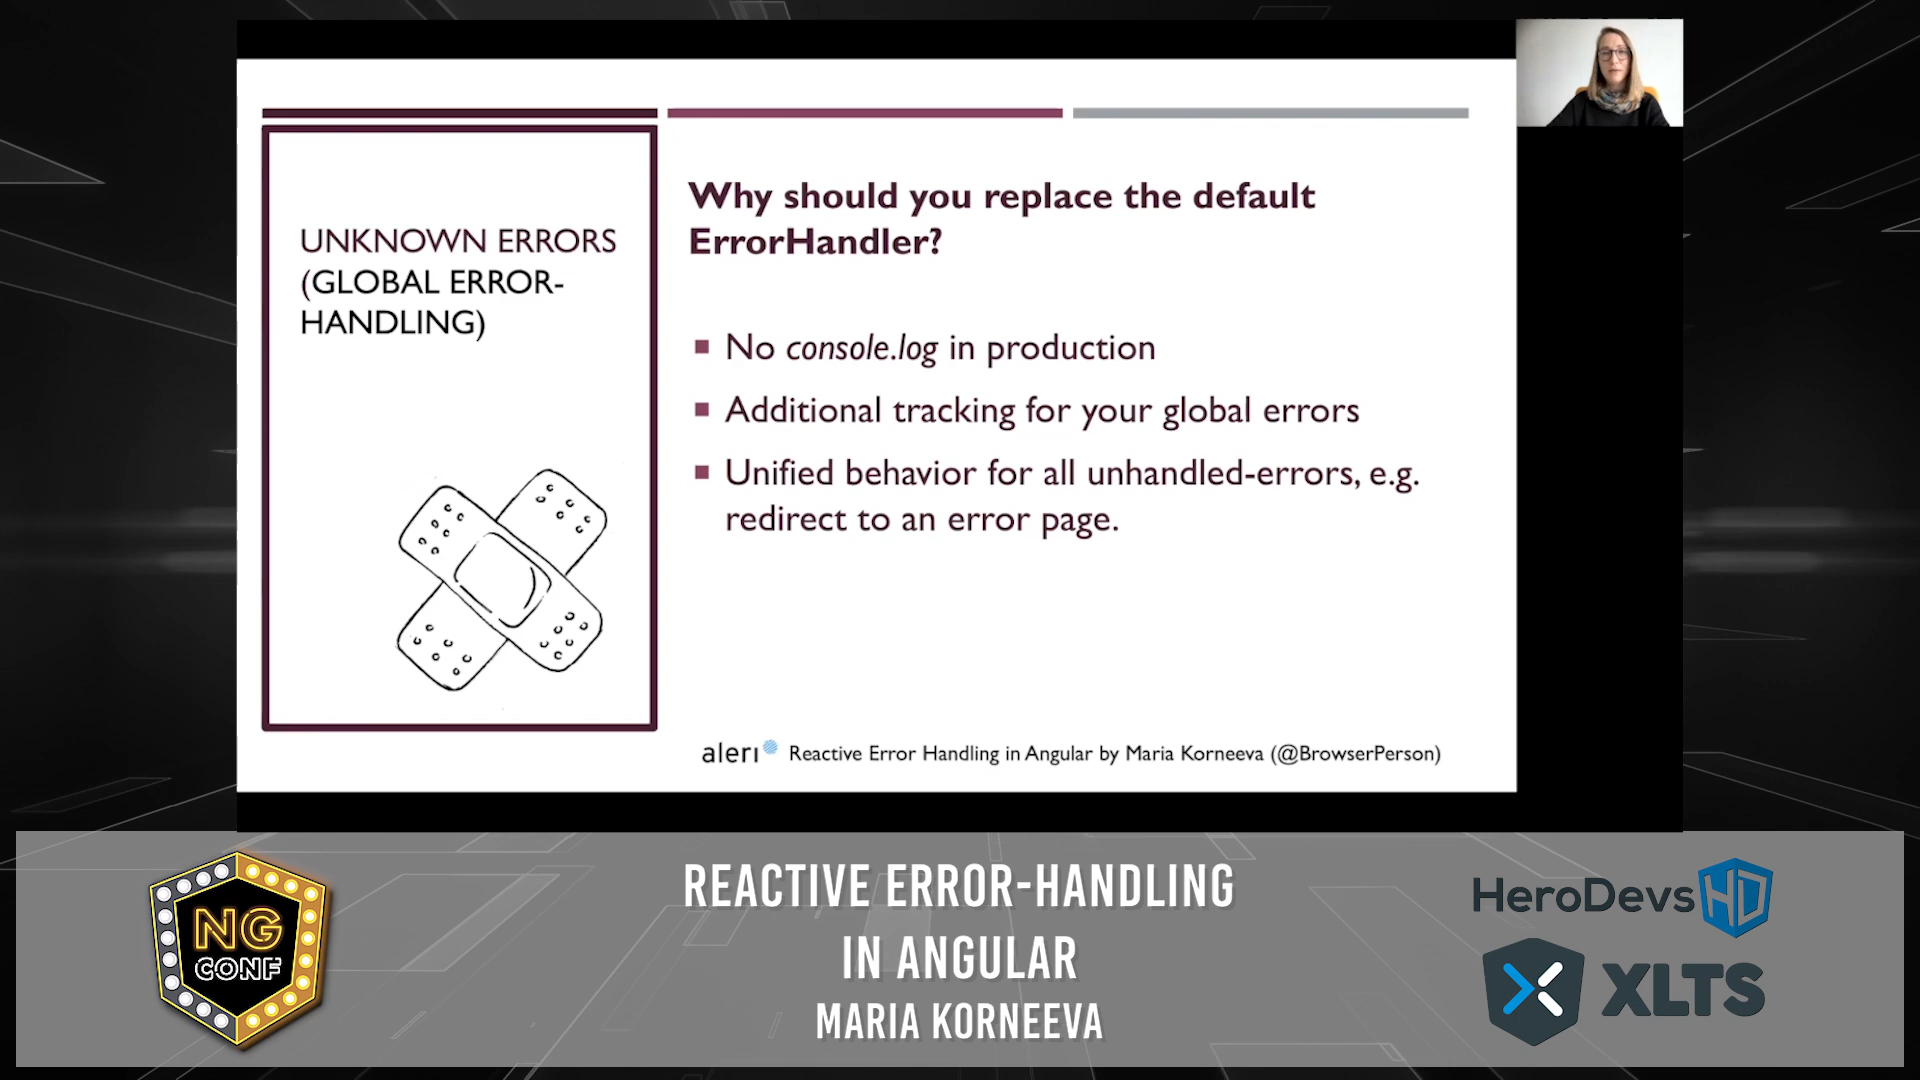 UNKNOWN ERRORS
(GLOBAL ERROR-
HANDLING)
Why should you replace the default
ErrorHandler?
No console.log in production
Additional tracking for your global errors
Unified behavior for all unhandled-errors, e.g.
redirect to an error page.
aleri Reactive Error Handling in Angular by Maria Korneeva (@BrowserPerson)
NG
CONF
REACTIVE ERROR-HANDLING
IN ANGULAR
MARIA KORNEEVA
HeroDevs HD
XLTS